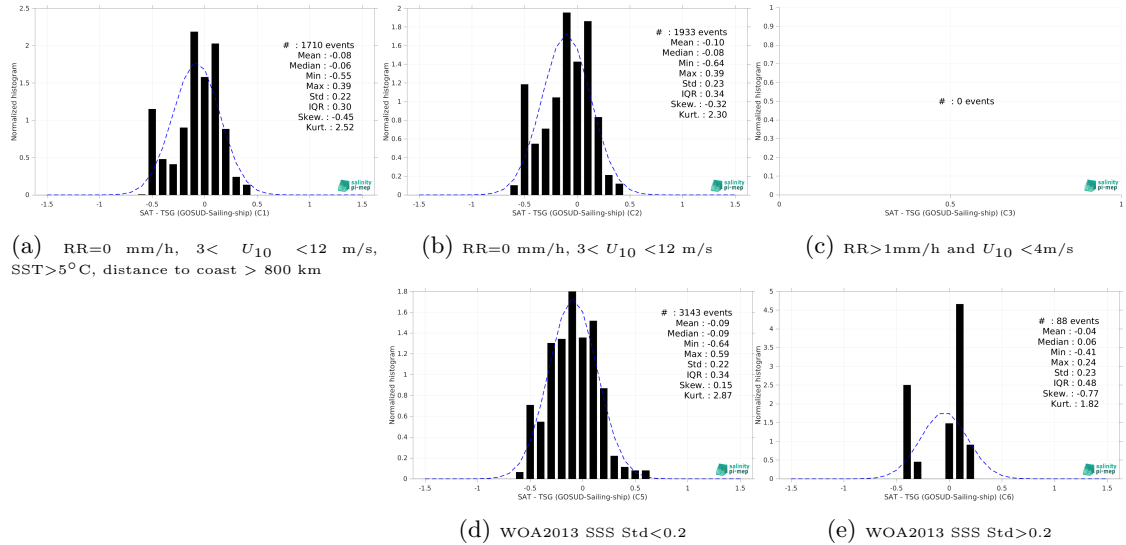 2.5
2
1.5
1
0.5
0
Normalized histogram
# : 1710 events
Mean : -0.08
Median : -0.06
Min : -0.55
Max : 0.39
Std : 0.22
IQR : 0.30
Skew. : -0.45
Kurt. : 2.52
salinity
pi-mep
-1.5 -1 -0.5 0 0.5 1 1.5
SAT - TSG (GOSUD-Sailing-ship) (C1)
(a) RR=0 mm/h, 3< U10 <12 m/s,
SST>5°C, distance to coast > 800 km
2
1.8
1.6
1.4
1.2
1
0.8
0.6
0.4
0.2
0
Normalized histogram
# : 1933 events
Mean : -0.10
Median : -0.08
Min : -0.64
Max : 0.39
Std : 0.23
IQR : 0.34
Skew. : -0.32
Kurt. : 2.30
salinity
pi-mep
-1.5 -1 -0.5 0 0.5 1 1.5
SAT - TSG (GOSUD-Sailing-ship) (C2)
(b) RR=0 mm/h, 3< U10 <12 m/s
1
0.9
0.8
0.7
0.6
0.5
0.4
0.3
0.2
0.1
0
Normalized histogram
# : 0 events
salinity
pi-mep
0 0.5 1
SAT - TSG (GOSUD-Sailing-ship) (C3)
(c) RR>1mm/h and U10 <4m/s
1.8
1.6
1.4
1.2
1
0.8
0.6
0.4
0.2
0
Normalized histogram
# : 3143 events
Mean : -0.09
Median : -0.09
Min : -0.64
Max : 0.59
Std : 0.22
IQR : 0.34
Skew. : 0.15
Kurt. : 2.87
salinity
pi-mep
-1.5 -1 -0.5 0 0.5 1 1.5
SAT - TSG (GOSUD-Sailing-ship) (C5)
(d) WOA2013 SSS Std<0.2
5
4.5
4
3.5
3
2.5
2
1.5
1
0.5
0
Normalized histogram
# : 88 events
Mean : -0.04
Median : 0.06
Min : -0.41
Max : 0.24
Std : 0.23
IQR : 0.48
Skew. : -0.77
Kurt. : 1.82
salinity
pi-mep
-1.5 -1 -0.5 0 0.5 1 1.5
SAT - TSG (GOSUD-Sailing-ship) (C6)
(e) WOA2013 SSS Std>0.2